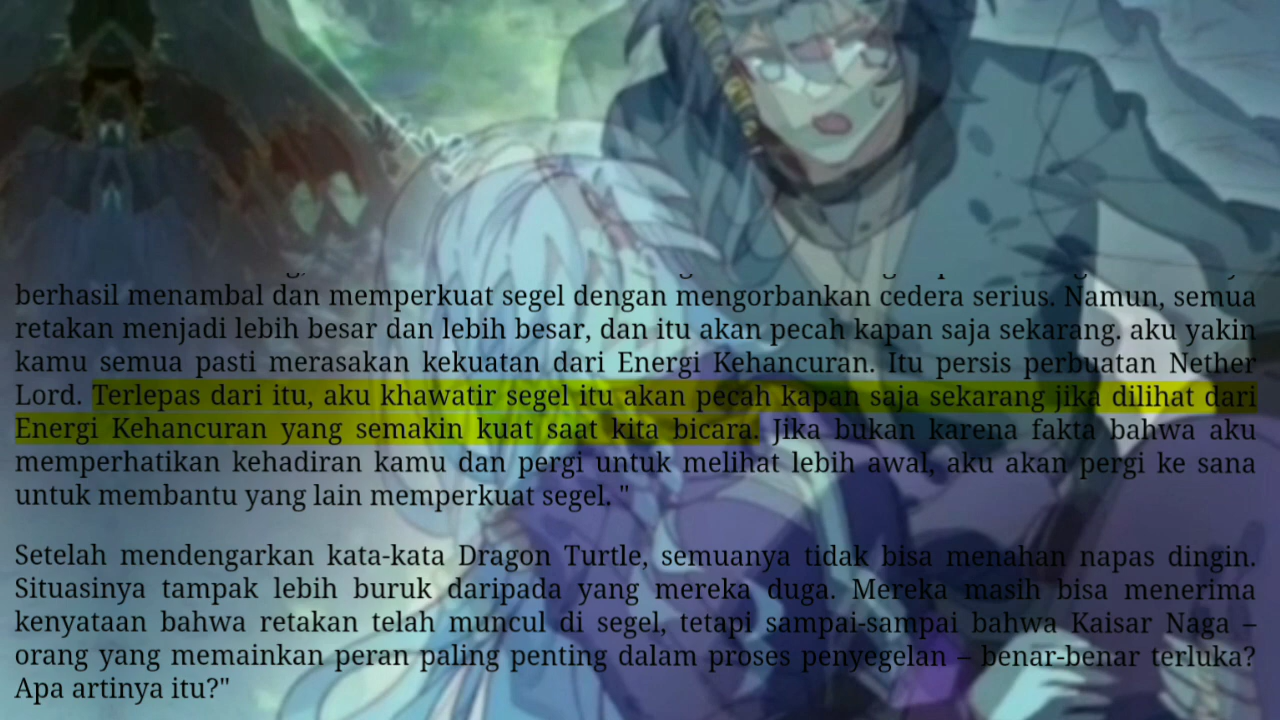 berhasil menambal dan memperkuat segel dengan mengorbankan cedera serius. Namun, semua
retakan menjadi lebih besar dan lebih besar, dan itu akan pecah kapan saja sekarang. aku yakin
kamu semua pasti merasakan kekuatan dari Energi Kehancuran. Itu persis perbuatan Nether
Lord. Terlepas dari itu, aku khawatir segel itu akan pecah kapan saja sekarang jika dilihat dari
Energi Kehancuran yang semakin kuat saat kita bicara. Jika bukan karena fakta bahwa aku
memperhatikan kehadiran kamu dan pergi untuk melihat lebih awal, aku akan pergi ke sana
untuk membantu yang lain memperkuat segel. "
Setelah mendengarkan kata-kata Dragon Turtle, semuanya tidak bisa menahan napas dingin.
Situasinya tampak lebih buruk daripada yang mereka duga. Mereka masih bisa menerima
kenyataan bahwa retakan telah muncul di segel, tetapi sampai-sampai bahwa Kaisar Naga –
orang yang memainkan peran paling penting dalam proses penyegelan – benar-benar terluka?
Apa artinya itu?"